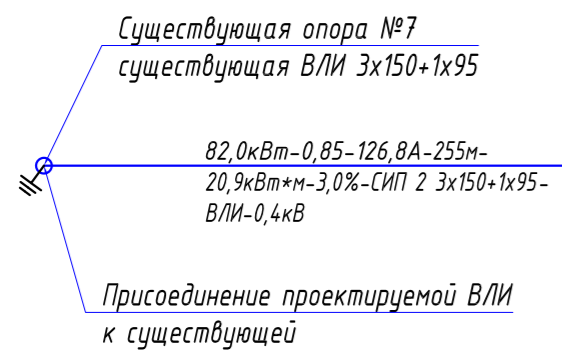 Существующая опора №7
существующая ВЛИ 3х150+1х95
82,0кВт-0,85-126,8А-255м-
20,9кВт*м-3,0%-СИП 2 3х150+1х95-
ВЛИ-0,4кВ
Присоединение проектируемой ВЛИ
к существующей